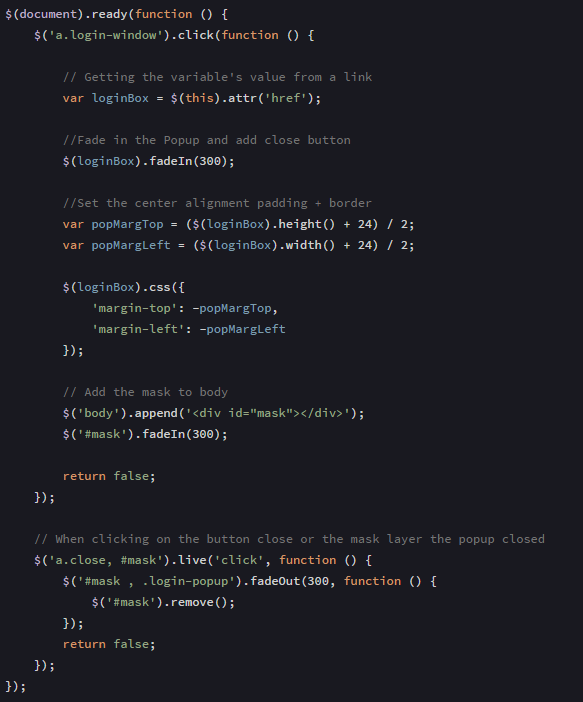 $(document).ready(function () {
    $('a.login-window').click(function () {

        // Getting the variable's value from a link
        var loginBox = $(this).attr('href');

        //Fade in the Popup and add close button
        $(loginBox).fadeIn(300);

        //Set the center alignment padding + border
        var popMargTop = ($(loginBox).height() + 24) / 2;
        var popMargLeft = ($(loginBox).width() + 24) / 2;

        $(loginBox).css({
            'margin-top': -popMargTop,
            'margin-left': -popMargLeft
        });

        // Add the mask to body
        $('body').append('<div id="mask"></div>');
        $('#mask').fadeIn(300);

        return false;
    });

    // When clicking on the button close or the mask layer the popup closed
    $('a.close, #mask').live('click', function () {
        $('#mask , .login-popup').fadeOut(300, function () {
            $('#mask').remove();
        });
        return false;
    });
});